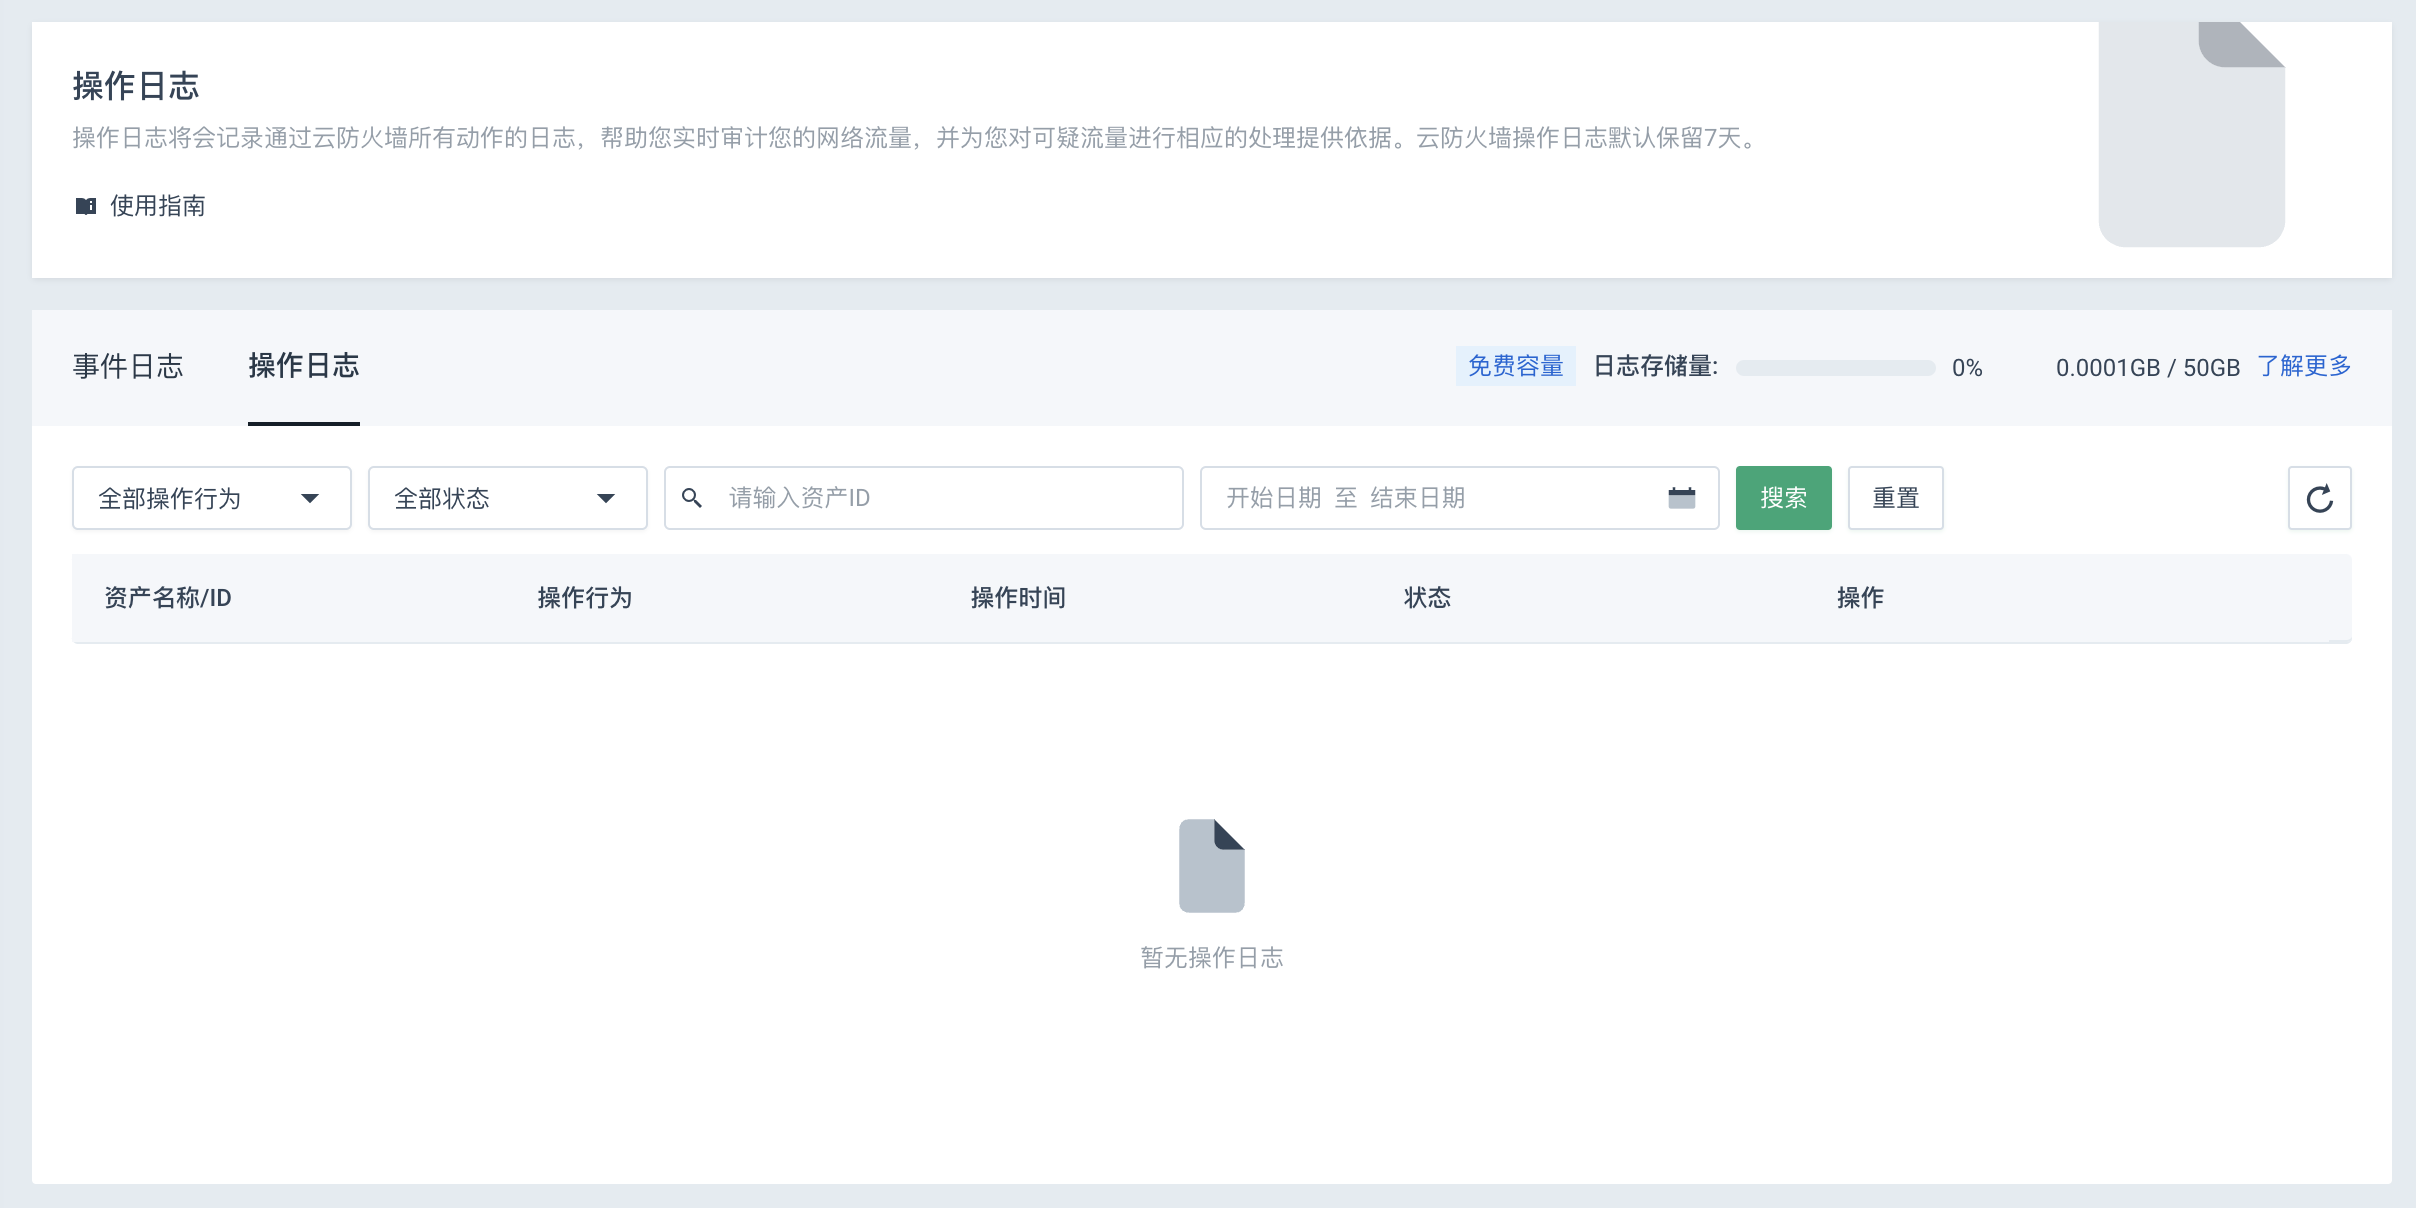 操作日志
操作日志将会记录通过云防火墙所有动作的日志，帮助您实时审计您的网络流量，并为您对可疑流量进行相应的处理提供依据。云防火墙操作日志默认保留7天。
使用指南
事件日志 操作日志 免费容量 日志存储量: 0% 0.0001GB / 50GB 了解更多
全部操作行为 全部状态 请输入资产ID 开始日期 至 结束日期 搜索 重置
资产名称/ID 操作行为 操作时间 状态 操作
暂无操作日志